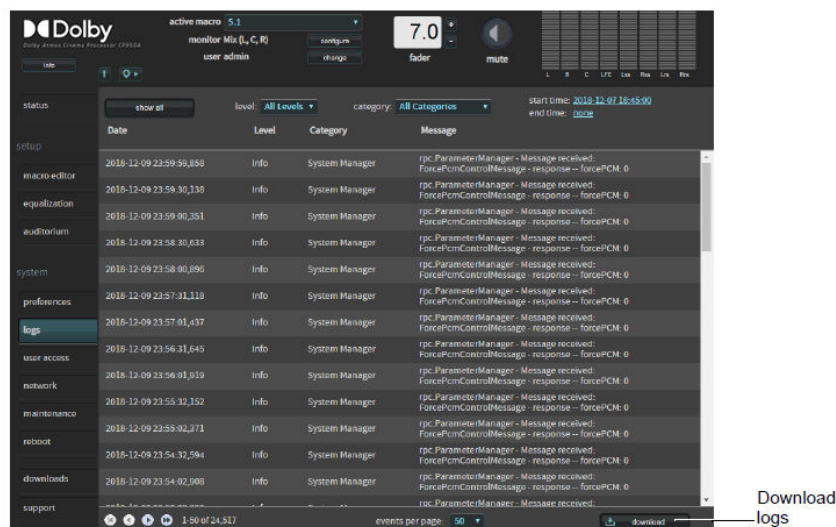 Dolby
Dolby Atmos Cinema Processor CP950A
info
active macro 5.1
monitor Mix (L, C, R) configure
user admin change
7.0
+
-
fader
mute
L R C LFE Lss Rss Lrs Rrs
status
setup
macro editor
equalization
auditorium
system
preferences
logs
user access
network
maintenance
reboot
downloads
support
show all
level: All Levels
category: All Categories
start time: 2018-12-07 18:45:00
end time: none
Date Level Category Message
2018-12-09 23:59:59,858 Info System Manager rpc.ParameterManager - Message received:
ForcePcmControlMessage - response -- forcePCM: 0
2018-12-09 23:59:30,138 Info System Manager rpc.ParameterManager - Message received:
ForcePcmControlMessage - response -- forcePCM: 0
2018-12-09 23:59:00,351 Info System Manager rpc.ParameterManager - Message received:
ForcePcmControlMessage - response -- forcePCM: 0
2018-12-09 23:58:30,633 Info System Manager rpc.ParameterManager - Message received:
ForcePcmControlMessage - response -- forcePCM: 0
2018-12-09 23:58:00,896 Info System Manager rpc.ParameterManager - Message received:
ForcePcmControlMessage - response -- forcePCM: 0
2018-12-09 23:57:31,118 Info System Manager rpc.ParameterManager - Message received:
ForcePcmControlMessage - response -- forcePCM: 0
2018-12-09 23:57:01,437 Info System Manager rpc.ParameterManager - Message received:
ForcePcmControlMessage - response -- forcePCM: 0
2018-12-09 23:56:31,645 Info System Manager rpc.ParameterManager - Message received:
ForcePcmControlMessage - response -- forcePCM: 0
2018-12-09 23:56:01,919 Info System Manager rpc.ParameterManager - Message received:
ForcePcmControlMessage - response -- forcePCM: 0
2018-12-09 23:55:32,152 Info System Manager rpc.ParameterManager - Message received:
ForcePcmControlMessage - response -- forcePCM: 0
2018-12-09 23:55:02,371 Info System Manager rpc.ParameterManager - Message received:
ForcePcmControlMessage - response -- forcePCM: 0
2018-12-09 23:54:32,594 Info System Manager rpc.ParameterManager - Message received:
ForcePcmControlMessage - response -- forcePCM: 0
2018-12-09 23:54:02,908 Info System Manager rpc.ParameterManager - Message received:
ForcePcmControlMessage - response -- forcePCM: 0
rpc.ParameterManager - Message received:
1-50 of 24,517
events per page: 50
download
Download
logs